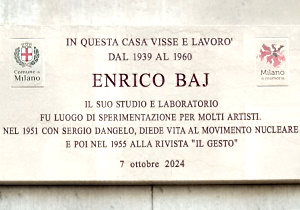 IN QUESTA CASA VISSE E LAVORO'
DAL 1939 AL 1960
ENRICO BAJ
IL SUO STUDIO E LABORATORIO
FU LUOGO DI SPERIMENTAZIONE PER MOLTI ARTISTI.
NEL 1951 CON SERGIO DANGELO, DIEDE VITA AL MOVIMENTO NUCLEARE
E POI NEL 1955 ALLA RIVISTA "IL GESTO"
7 ottobre 2024
Comune di
Milano
Milano
è memoria